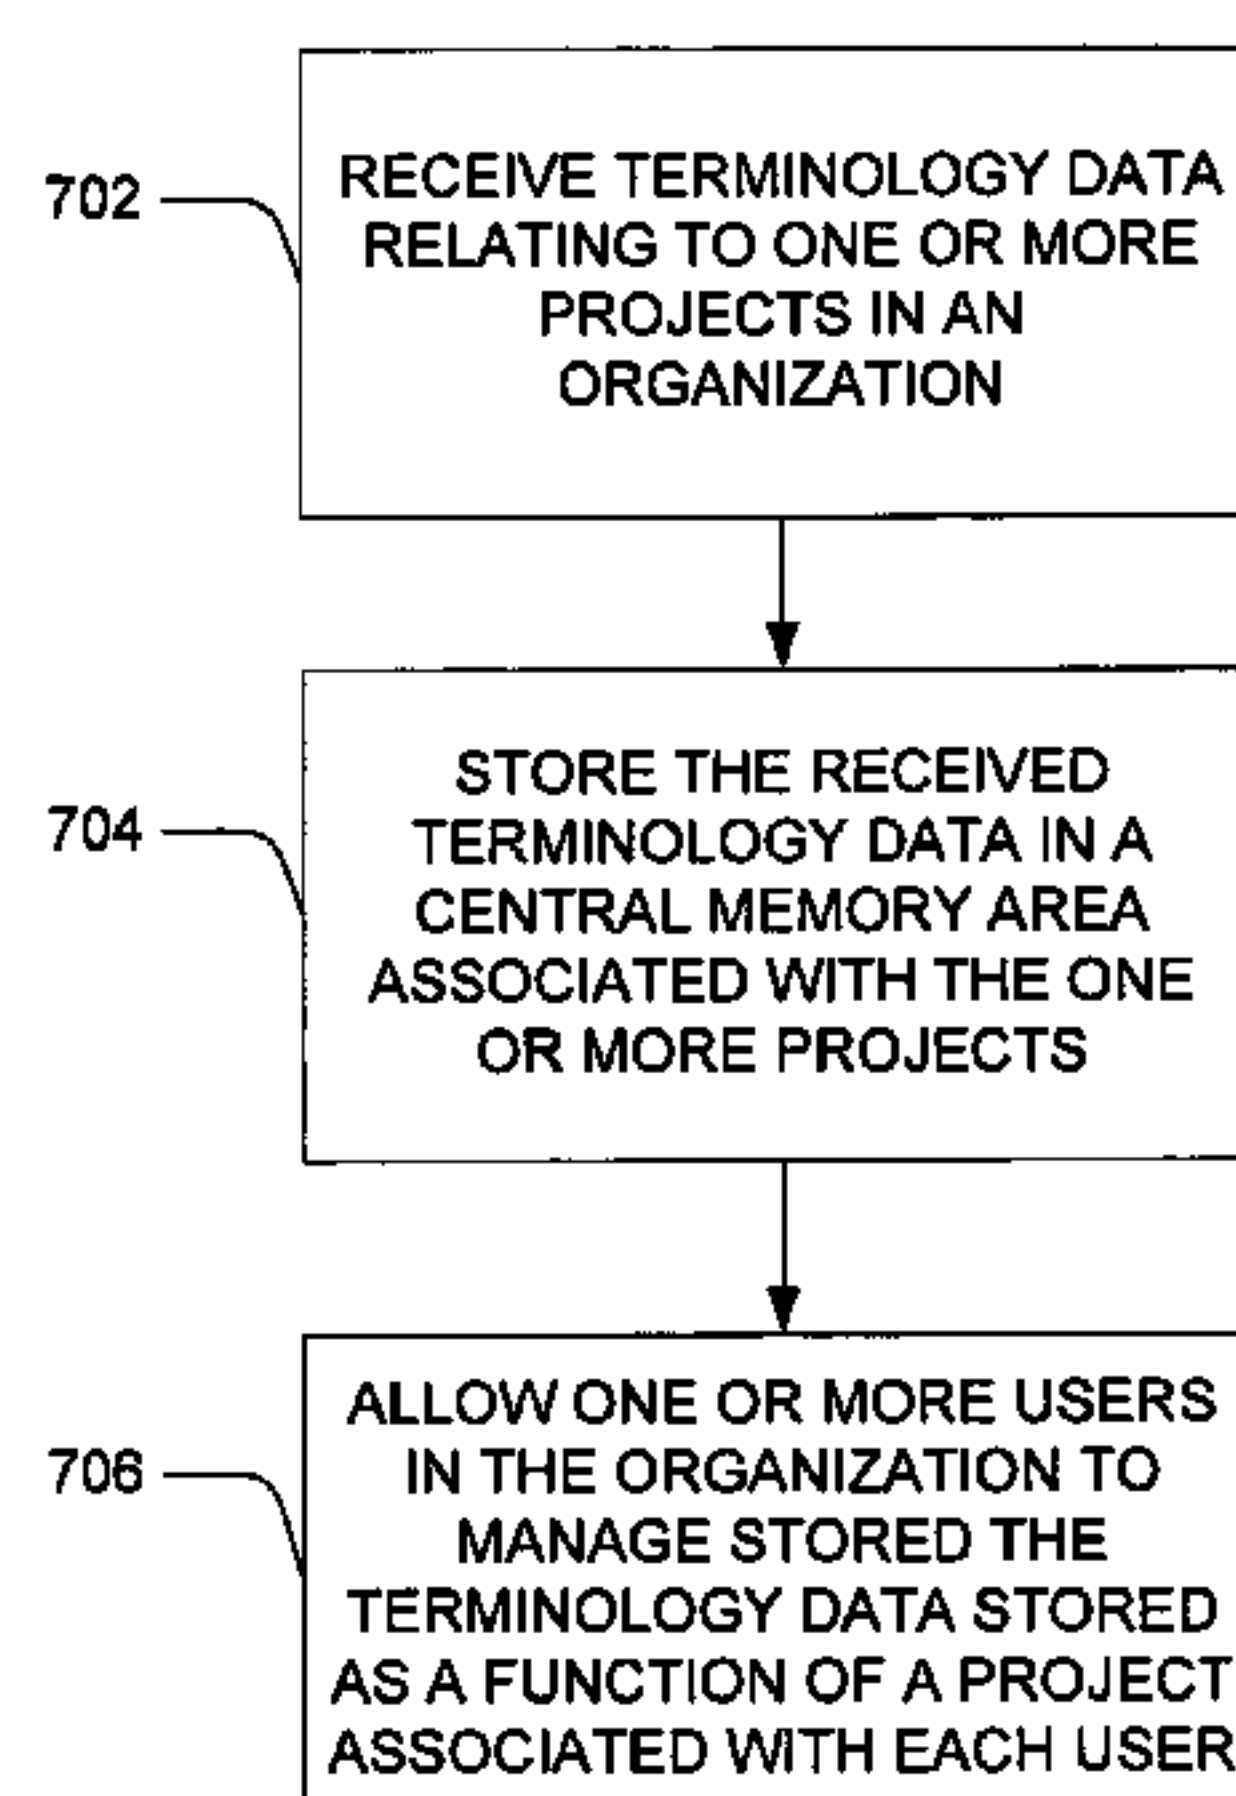 702
RECEIVE TERMINOLOGY DATA
RELATING TO ONE OR MORE
PROJECTS IN AN
ORGANIZATION
704
STORE THE RECEIVED
TERMINOLOGY DATA IN A
CENTRAL MEMORY AREA
ASSOCIATED WITH THE ONE
OR MORE PROJECTS
706
ALLOW ONE OR MORE USERS
IN THE ORGANIZATION TO
MANAGE STORED THE
TERMINOLOGY DATA STORED
AS A FUNCTION OF A PROJECT
ASSOCIATED WITH EACH USER